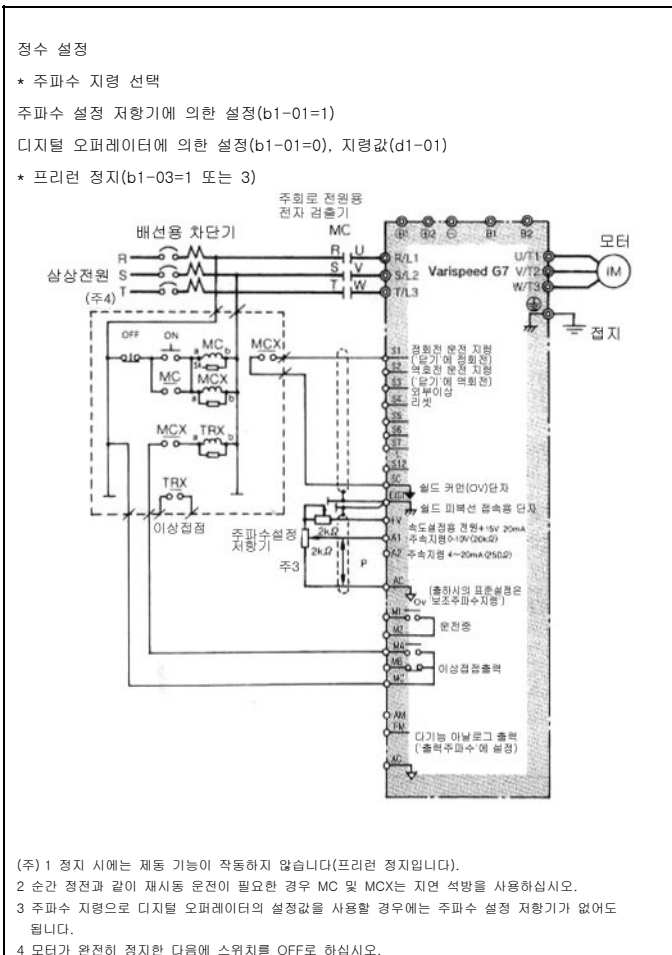 정수 설정
* 주파수 지령 선택
주파수 설정 저항기에 의한 설정(b1-01=1)
디지털 오퍼레이터에 의한 설정(b1-01=0), 지령값(d1-01)
* 프리런 정지(b1-03=1 또는 3)
주회로 전원용
전자 검출기
배선용 차단기
MC
⊕1 ⊕2 ⊖ B1 B2
모터
R
R U
R/L1
U/T1
삼상전원
S
S V
S/L2
Varispeed G7
V/T2
IM
T
T W
T/L3
W/T3
(주4)
접지
OFF ON
MC
a b
MCX
MC
MCX
a b
MCX
TRX
a b
TRX
이상접점
S1 정회전 운전 지령
('닫기'에 정회전)
S2 역회전 운전 지령
('닫기'에 역회전)
S3 외부이상
S4 리셋
S5
S6
S7
S12
SC 쉴드 커먼(OV)단자
E(G) 쉴드 피복선 접속용 단자
주파수설정
저항기
주3
2kΩ
2kΩ
P
+V 속도설정용 전원+15V 20mA
A1 주속지령0-10V(20kΩ)
A2 주속지령 4~20mA(250Ω)
AC
(출하시의 표준설정은
OV 보조주파수지령')
M1
M2
운전중
MA
MB
MC
이상접점출력
AM
FM
다기능 아날로그 출력
('출력주파수'에 설정)
AC
(주) 1 정지 시에는 제동 기능이 작동하지 않습니다(프리런 정지입니다).
2 순간 정전과 같이 재시동 운전이 필요한 경우 MC 및 MCX는 지연 석방을 사용하십시오.
3 주파수 지령으로 디지털 오퍼레이터의 설정값을 사용할 경우에는 주파수 설정 저항기가 없어도
됩니다.
4 모터가 완전히 정지한 다음에 스위치를 OFF로 하십시오.